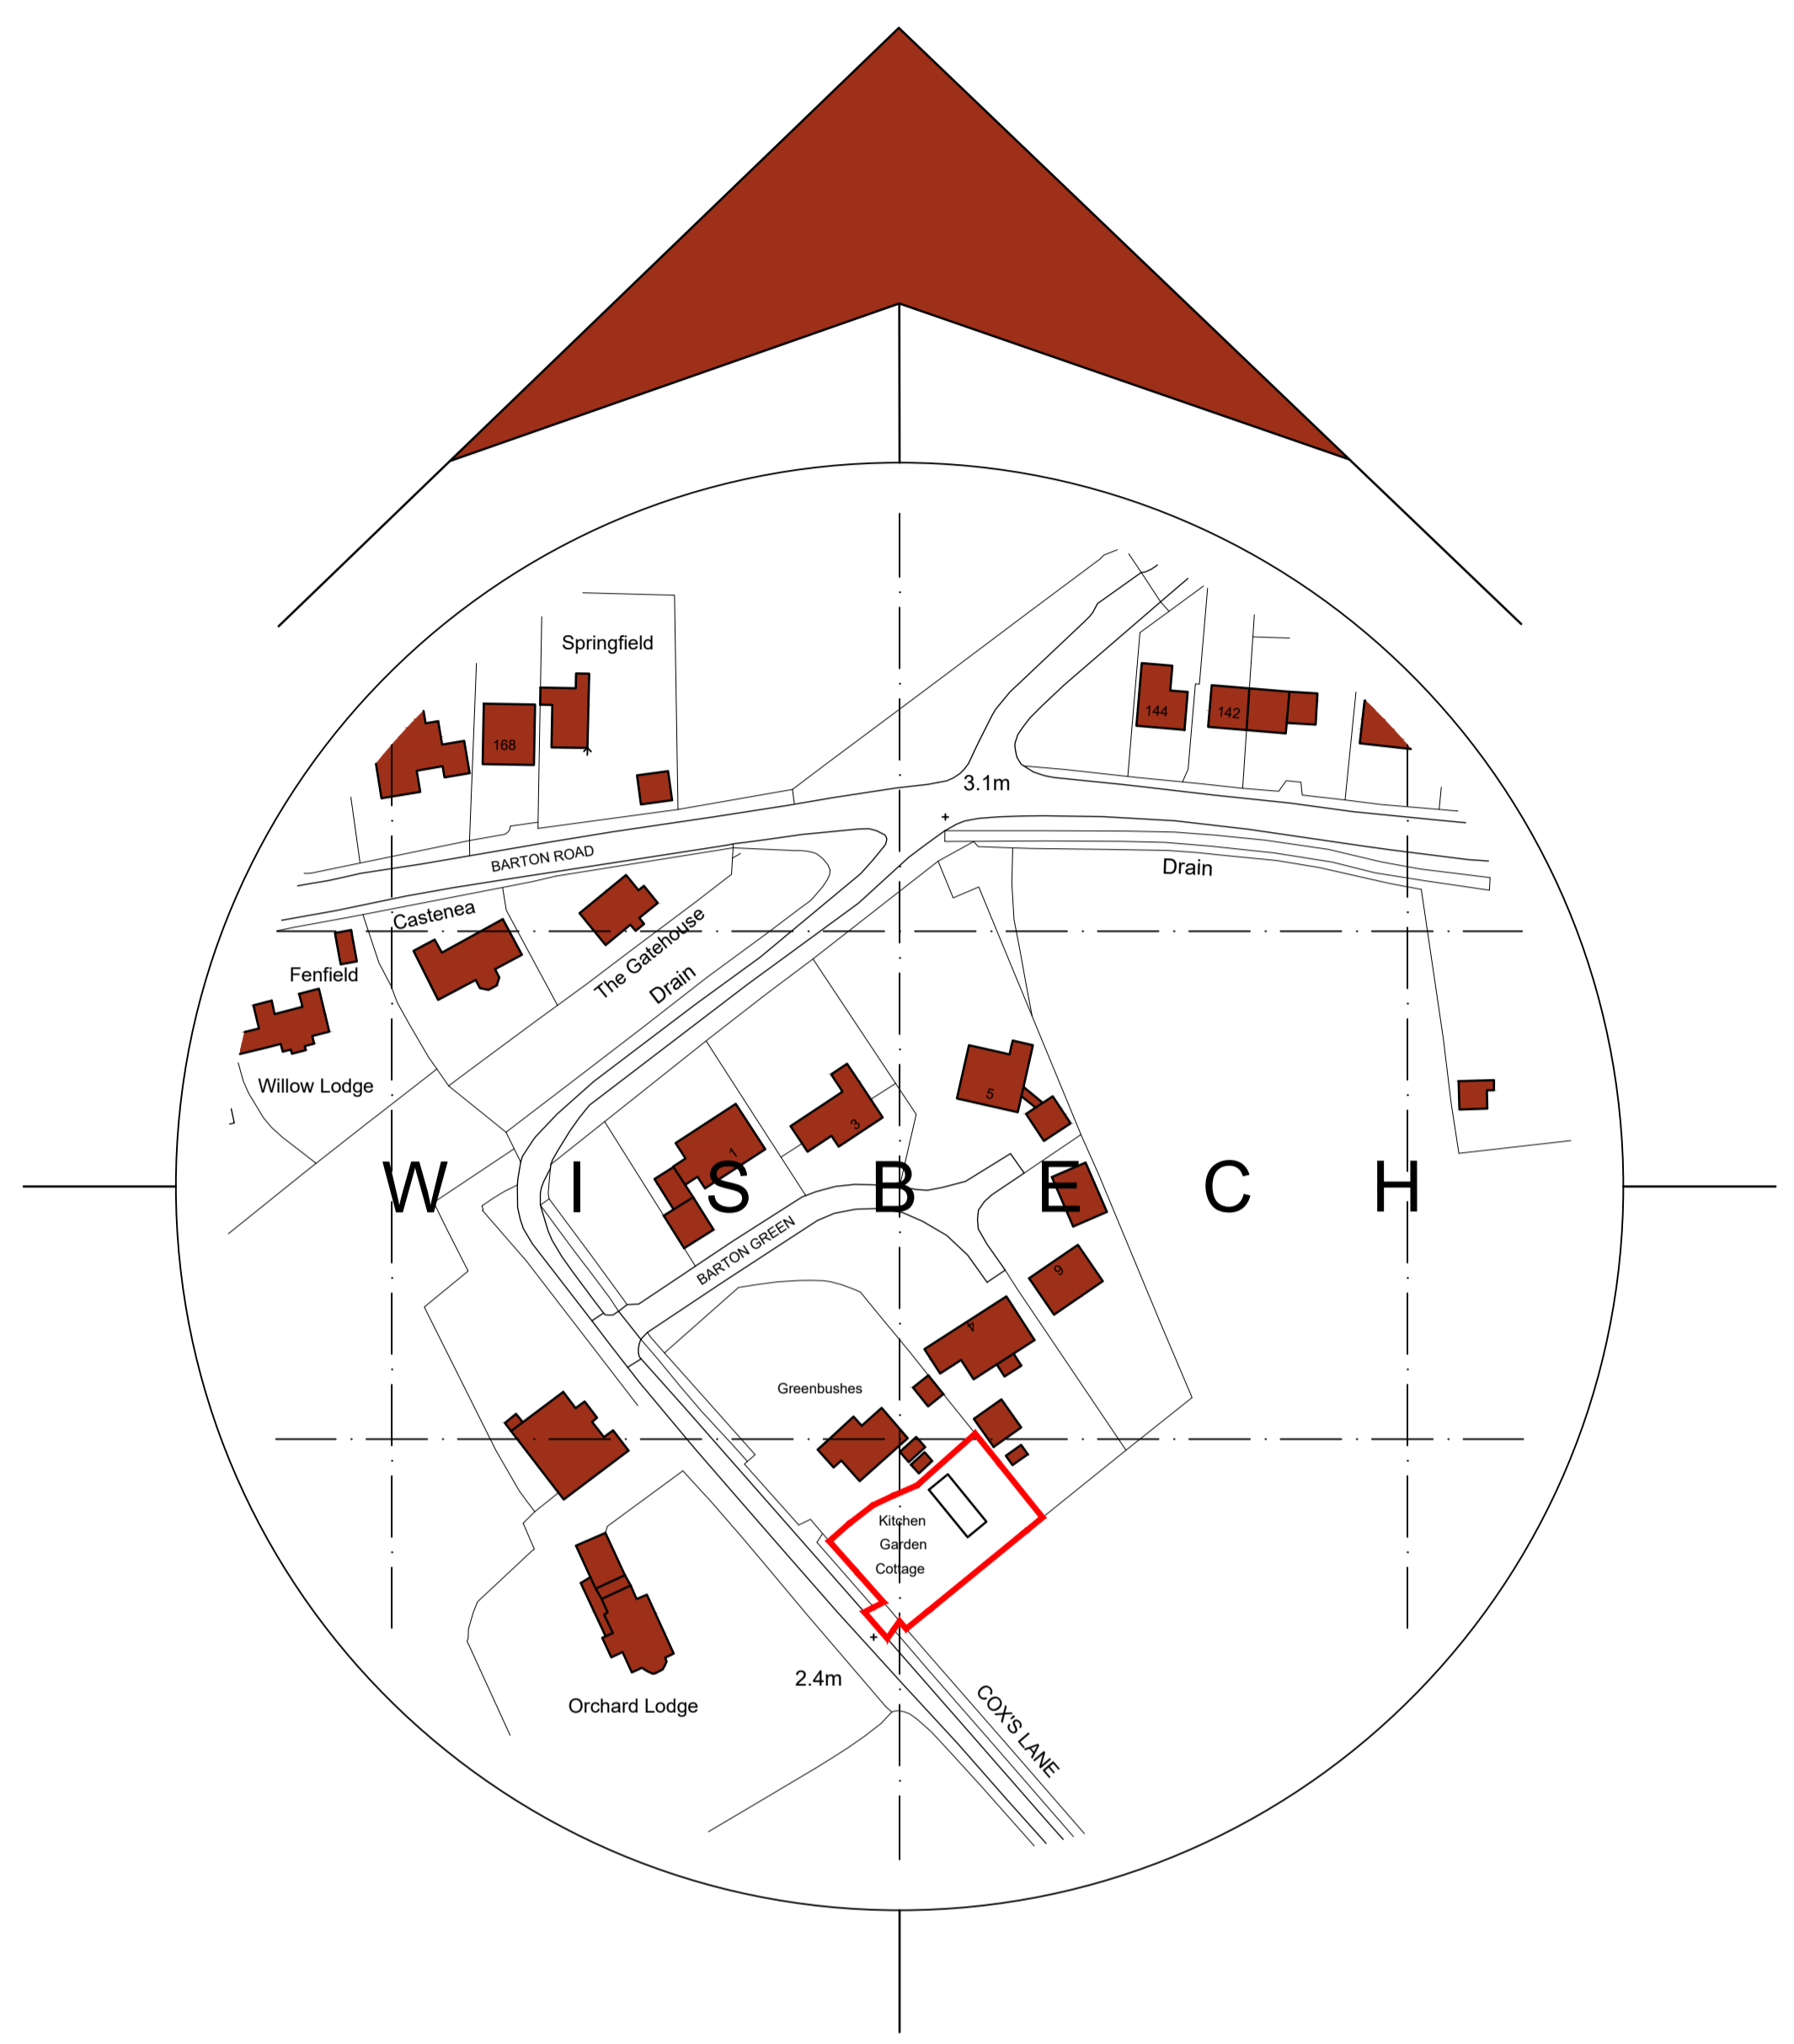 Springfield
168
144
142
3.1m
BARTON ROAD
Drain
Castenea
The Gatehouse
Fenfield
Drain
Willow Lodge
5
3
1
W I S B E C H
BARTON GREEN
6
4
Greenbushes
Kitchen
Garden
Cottage
2.4m
Orchard Lodge
COX'S LANE